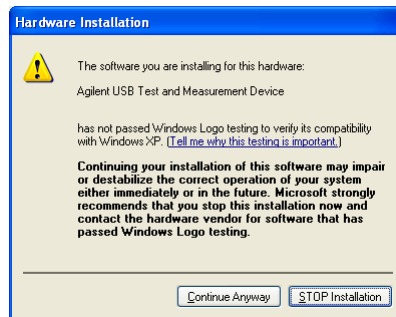 Hardware Installation
The software you are installing for this hardware:
Agilent USB Test and Measurement Device
has not passed Windows Logo testing to verify its compatibility
with Windows XP. (Tell me why this testing is important.)
Continuing your installation of this software may impair
or destabilize the correct operation of your system
either immediately or in the future. Microsoft strongly
recommends that you stop this installation now and
contact the hardware vendor for software that has
passed Windows Logo testing.
Continue Anyway
STOP Installation